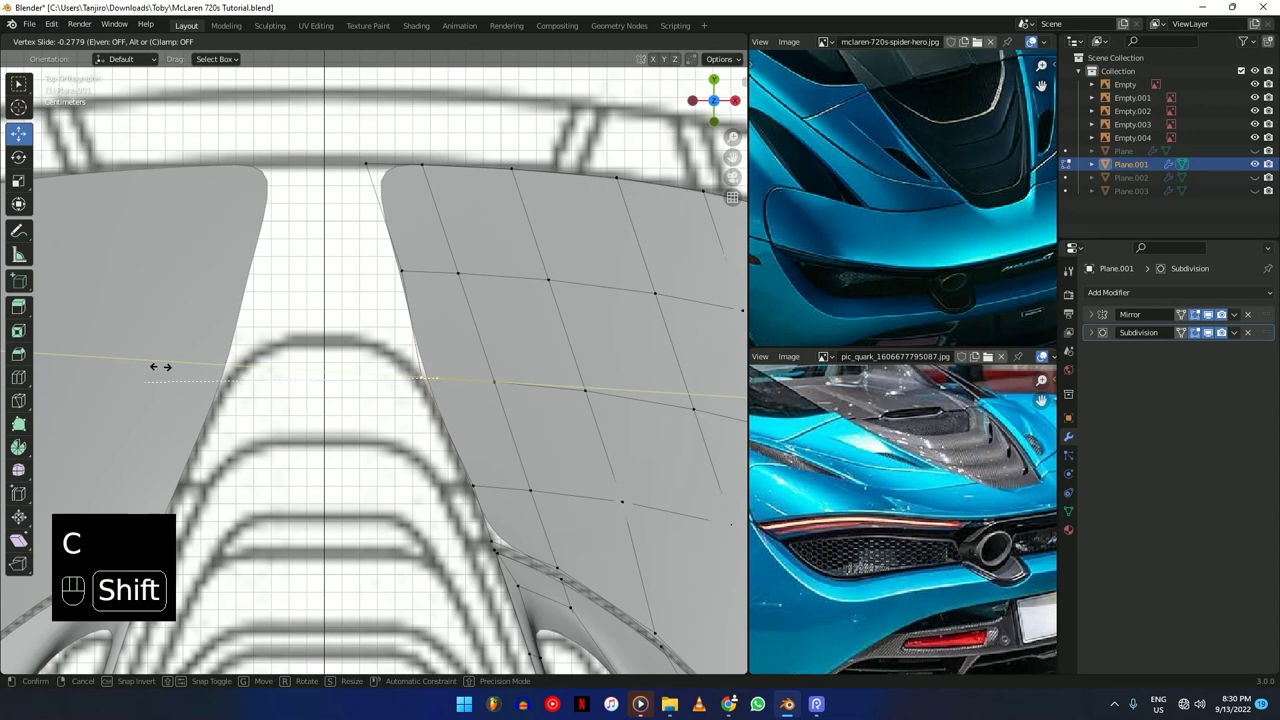 Blender* [C:\Users\Tanjiro\Downloads\Toby\McLaren 720s Tutorial.blend]
File Edit Render Window Help Layout Modeling Sculpting UV Editing Texture Paint Shading Animation Rendering Compositing Geometry Nodes Scripting + Scene ViewLayer
Vertex Slide: -0.2779 (E)ven: OFF, Alt or (C)lamp: OFF
View Image mclaren-720s-spider-hero.jpg
Orientation: Default Drag: Select Box X Y Z Options
Top Orthographic
(1) Plane.001
Centimeters
Y
X
Z
Scene Collection
Collection
Empty
Empty.001
Empty.002
Empty.003
Empty.004
Plane
Plane.001
Plane.002
Plane.003
Plane.001 Subdivision
Add Modifier
Mirror
Subdivision
McLaren
View Image pic_quark_1606677795087.jpg
C
Shift
Confirm Cancel Ctrl Snap Invert Snap Toggle G Move R Rotate S Resize Automatic Constraint Precision Mode 3.0.0
ENG
US
8:30 PM
9/13/2022
19